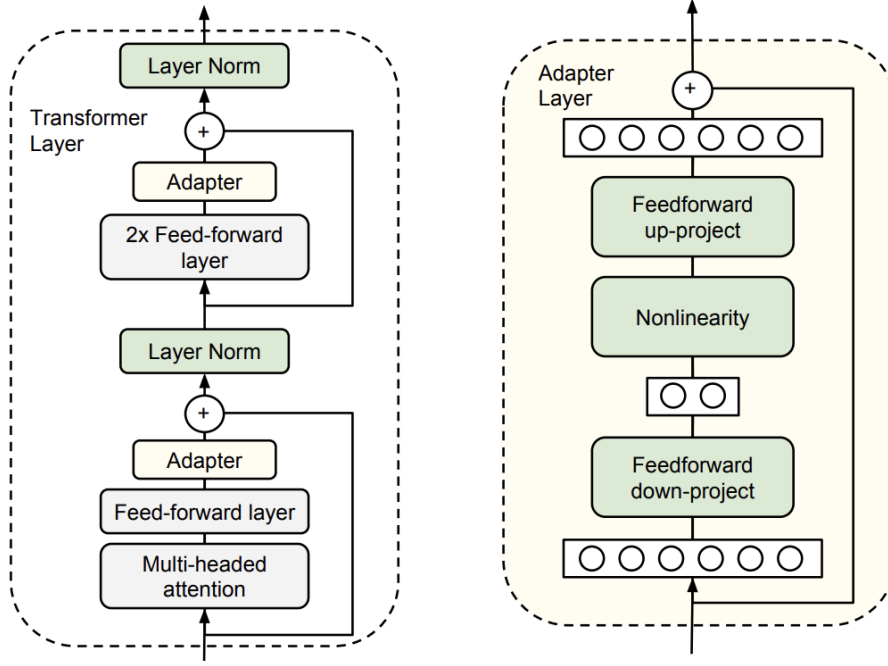 Layer Norm
Transformer
Layer
+
Adapter
2x Feed-forward
layer
Layer Norm
+
Adapter
Feed-forward layer
Multi-headed
attention
Adapter
Layer
+
Feedforward
up-project
Nonlinearity
Feedforward
down-project